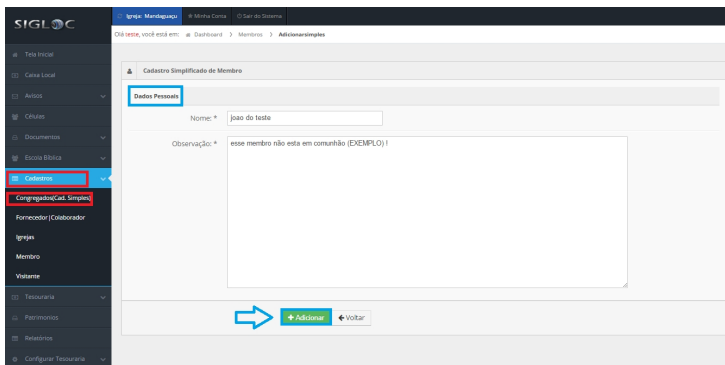 SIGLOC
Igreja: Mandaguaçu Minha Conta Sair do Sistema
Olá teste, você está em: Dashboard > Membros > Adicionarsimples
Tela Inicial
Caixa Local
Avisos
Células
Documentos
Escola Bíblica
Cadastros
Congregados(Cad. Simples)
Fornecedor|Colaborador
Igrejas
Membro
Visitante
Tesouraria
Patrimonios
Relatórios
Configurar Tesouraria
Cadastro Simplificado de Membro
Dados Pessoais
Nome: * joao do teste
Observação: * esse membro não esta em comunhão (EXEMPLO) !
+ Adicionar Voltar